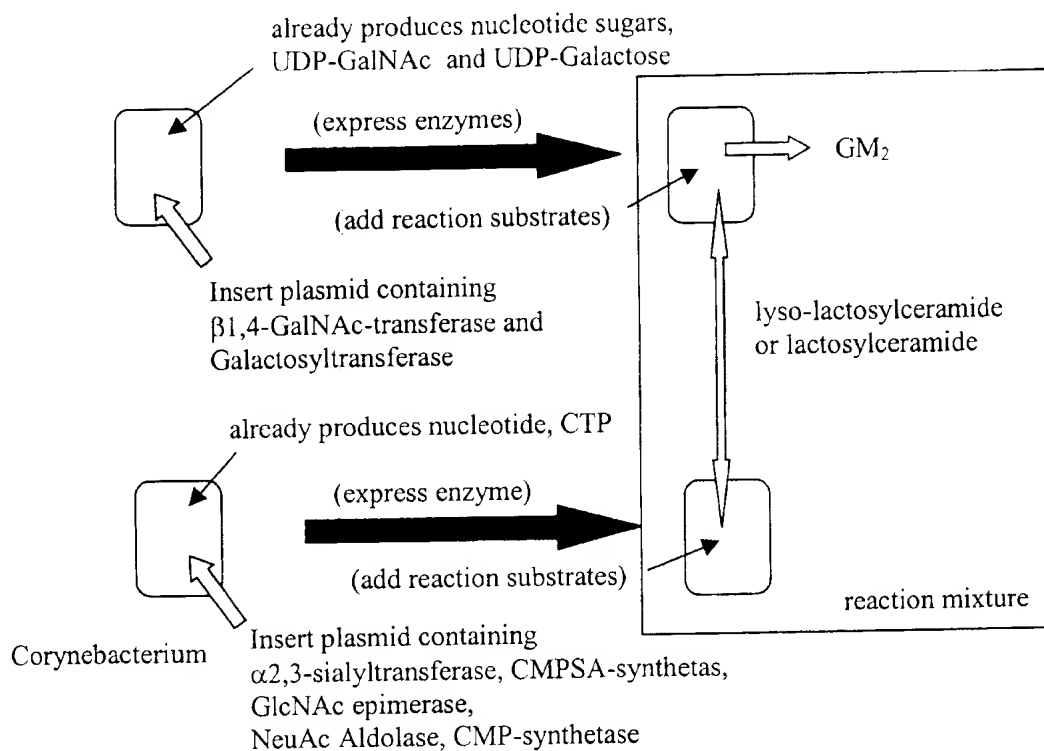 already produces nucleotide sugars,
UDP-GalNAc and UDP-Galactose
(express enzymes)
GM₂
(add reaction substrates)
Insert plasmid containing
β1,4-GalNAc-transferase and
Galactosyltransferase
lyso-lactosylceramide
or lactosylceramide
already produces nucleotide, CTP
(express enzyme)
(add reaction substrates)
reaction mixture
Corynebacterium
Insert plasmid containing
α2,3-sialyltransferase, CMPSA-synthetas,
GlcNAc epimerase,
NeuAc Aldolase, CMP-synthetase